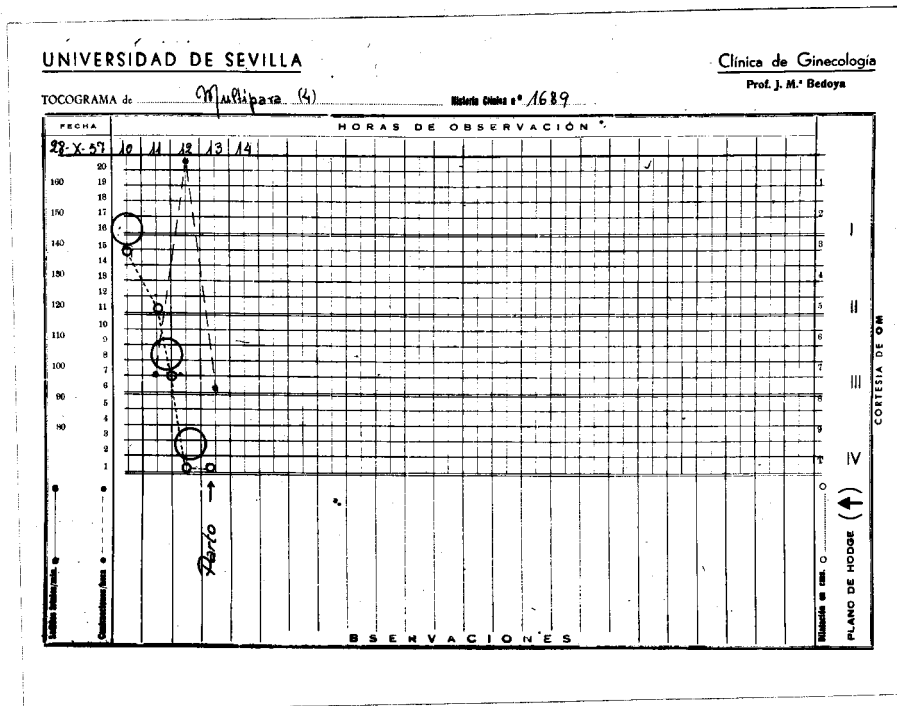 UNIVERSIDAD DE SEVILLA
Clínica de Ginecología
Prof. J. M.ª Bedoya
TOCOGRAMA de Multipara (4) Historia Clínica nº 1689
FECHA
HORAS DE OBSERVACIÓN
28-X-57 10 11 12 13 14
20
160 19 1
18
150 17 2
16 I
140 15 3
14
130 13 4
12
120 11 5 II
10
110 9 6
8
100 7 7
6 III
90 5 8
4
80 3 9
2
1 IV
Parto →
Latidos fetales/min.
Contracciones/hora
Dilatación en cms.
PLANO DE HODGE (↑)
CORTESIA DE OM
BSERVACIONES